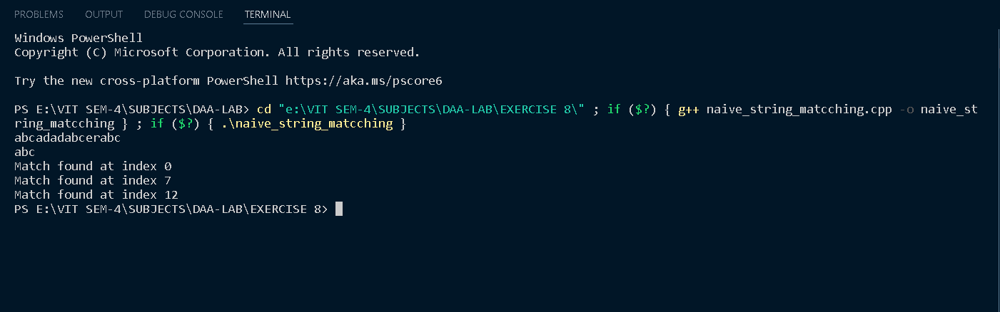 PROBLEMS OUTPUT DEBUG CONSOLE TERMINAL
Windows PowerShell
Copyright (C) Microsoft Corporation. All rights reserved.
Try the new cross-platform PowerShell https://aka.ms/pscore6
PS E:\VIT SEM-4\SUBJECTS\DAA-LAB> cd "e:\VIT SEM-4\SUBJECTS\DAA-LAB\EXERCISE 8\" ; if ($?) { g++ naive_string_matcching.cpp -o naive_st
ring_matcching } ; if ($?) { .\naive_string_matcching }
abcadadabcerabc
abc
Match found at index 0
Match found at index 7
Match found at index 12
PS E:\VIT SEM-4\SUBJECTS\DAA-LAB\EXERCISE 8>